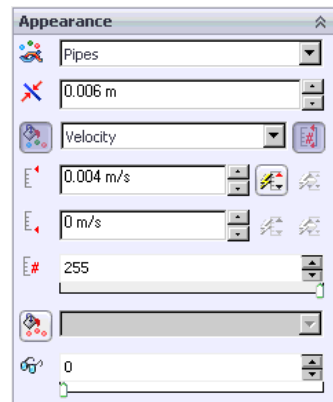 Appearance
Pipes
0.006 m
Velocity
0.004 m/s
0 m/s
255
0